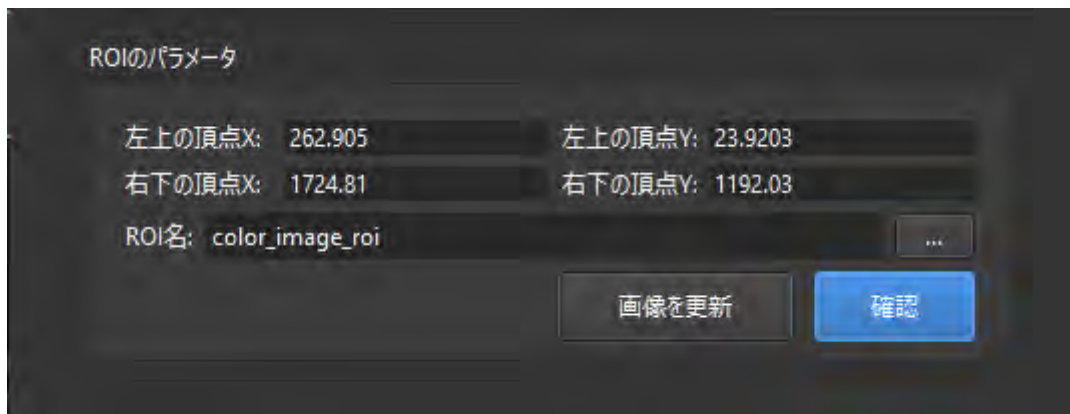 ROIのパラメータ
左上の頂点X: 262.905 左上の頂点Y: 23.9203
右下の頂点X: 1724.81 右下の頂点Y: 1192.03
ROI名: color_image_roi ...
画像を更新 確認